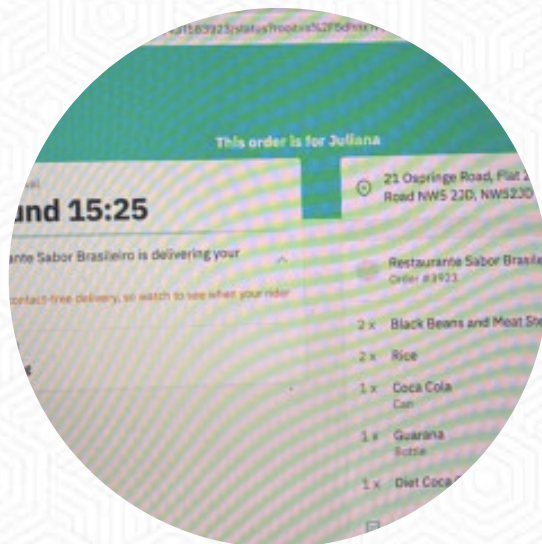 This order is for Juliana
und 15:25
ante Sabor Brasileiro is delivering your
contact-free delivery, so watch to see when your rider
21 Ospringe Road, Flat 2
Road NW5 2JD, NW52JD
Restaurante Sabor Brasile
Order #3923
2 x Black Beans and Meat Ste
2 x Rice
1 x Coca Cola
Can
1 x Guarana
Bottle
1 x Diet Coca